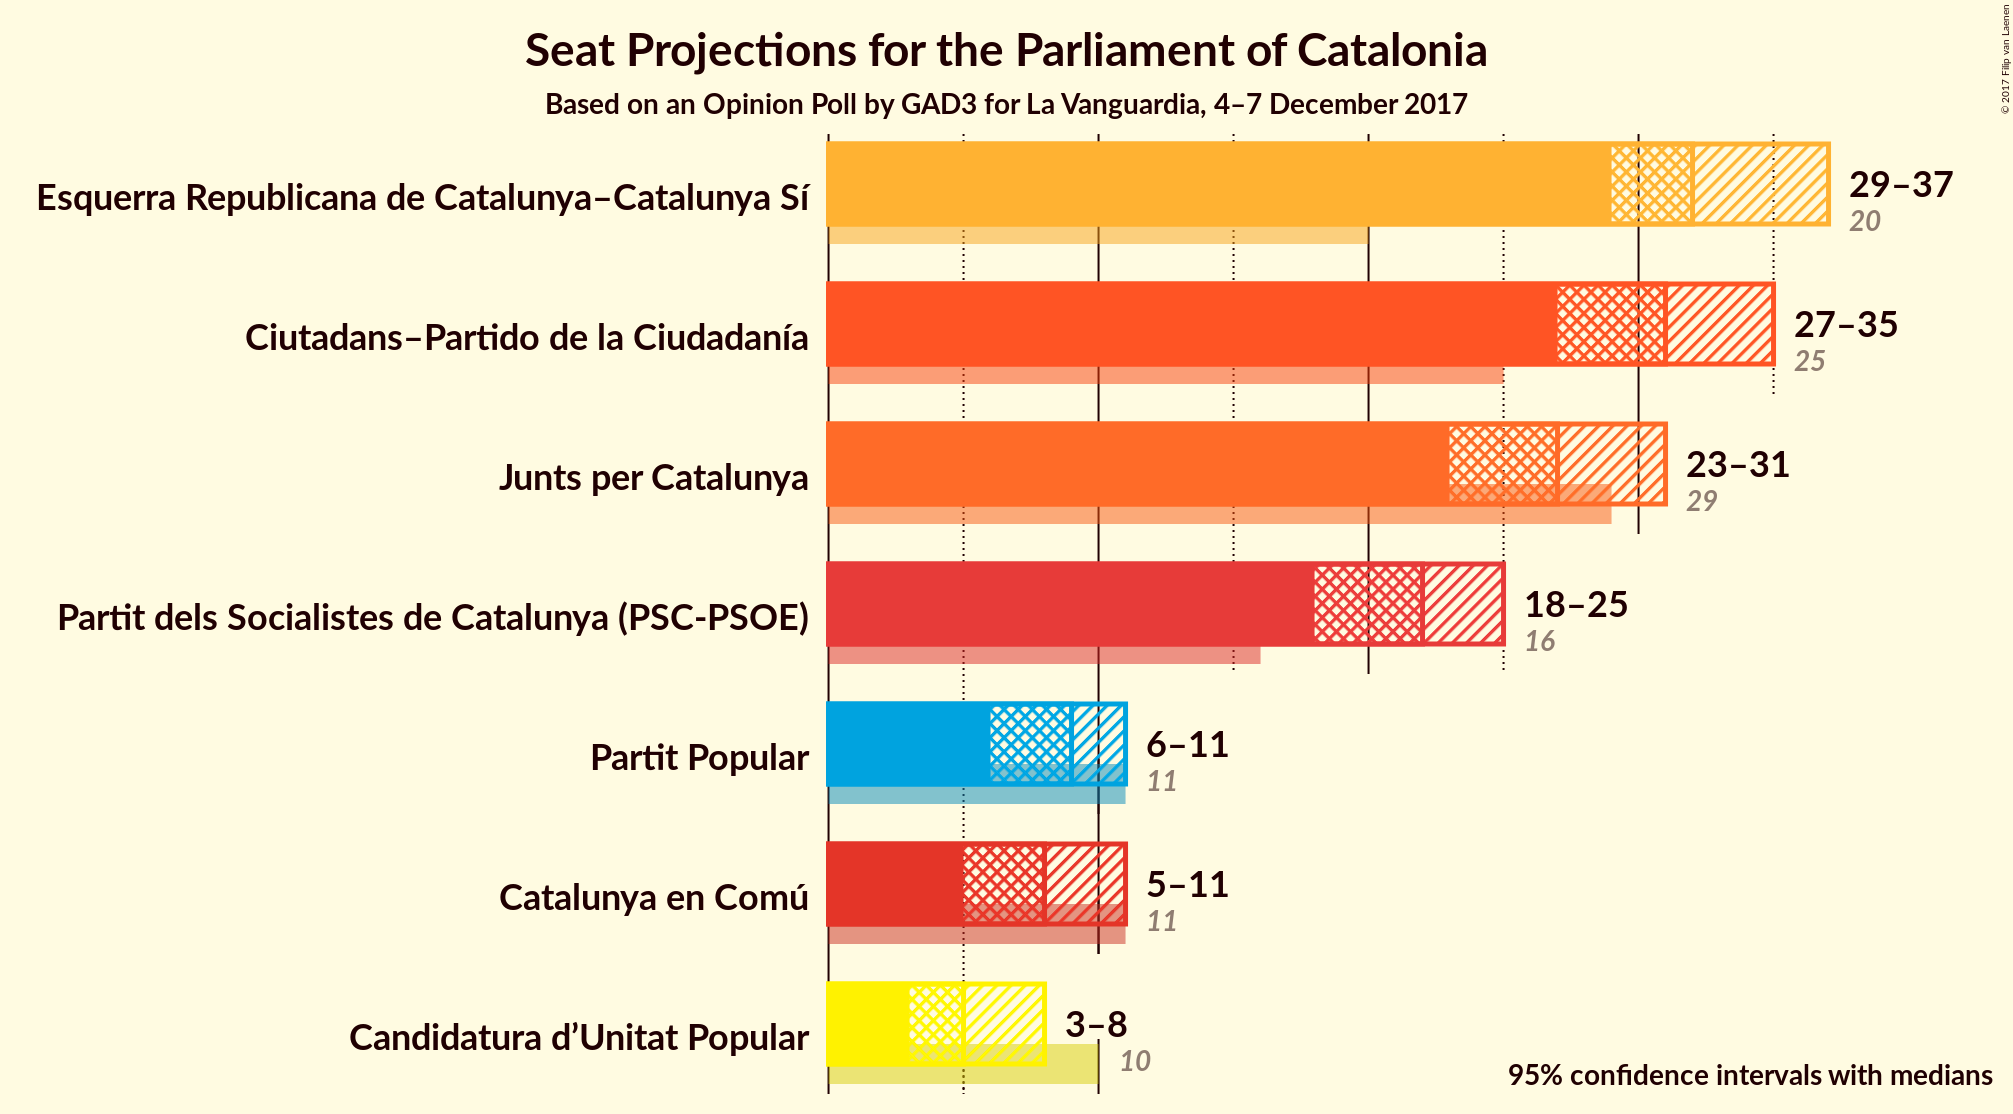 Seat Projections for the Parliament of Catalonia
Based on an Opinion Poll by GAD3 for La Vanguardia, 4–7 December 2017
© 2017 Filip van Laenen
Esquerra Republicana de Catalunya–Catalunya Sí
29–37
20
Ciutadans–Partido de la Ciudadanía
27–35
25
Junts per Catalunya
23–31
29
Partit dels Socialistes de Catalunya (PSC-PSOE)
18–25
16
Partit Popular
6–11
11
Catalunya en Comú
5–11
11
Candidatura d’Unitat Popular
3–8
10
95% confidence intervals with medians